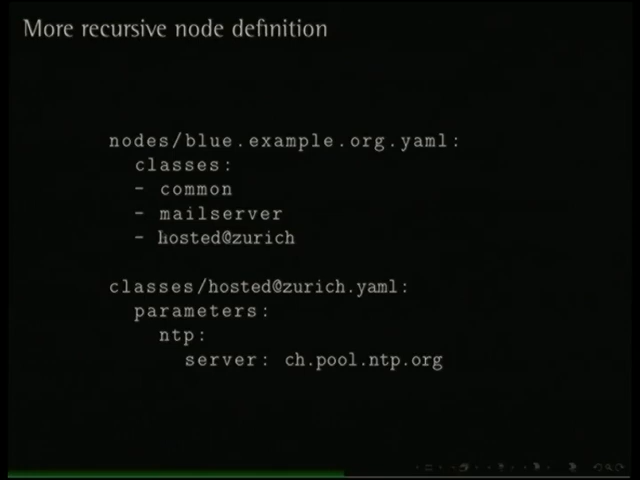 More recursive node definition
nodes/blue.example.org.yaml:
classes:
- common
- mailserver
- hosted@zurich
classes/hosted@zurich.yaml:
parameters:
ntp:
server: ch.pool.ntp.org